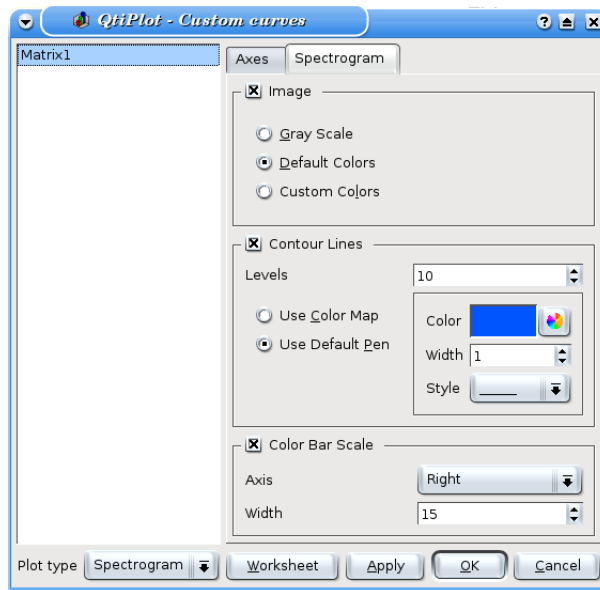 QtiPlot - Custom curves
Matrix1
Axes
Spectrogram
Image
Gray Scale
Default Colors
Custom Colors
Contour Lines
Levels
10
Use Color Map
Use Default Pen
Color
Width
1
Style
Color Bar Scale
Axis
Right
Width
15
Plot type
Spectrogram
Worksheet
Apply
OK
Cancel